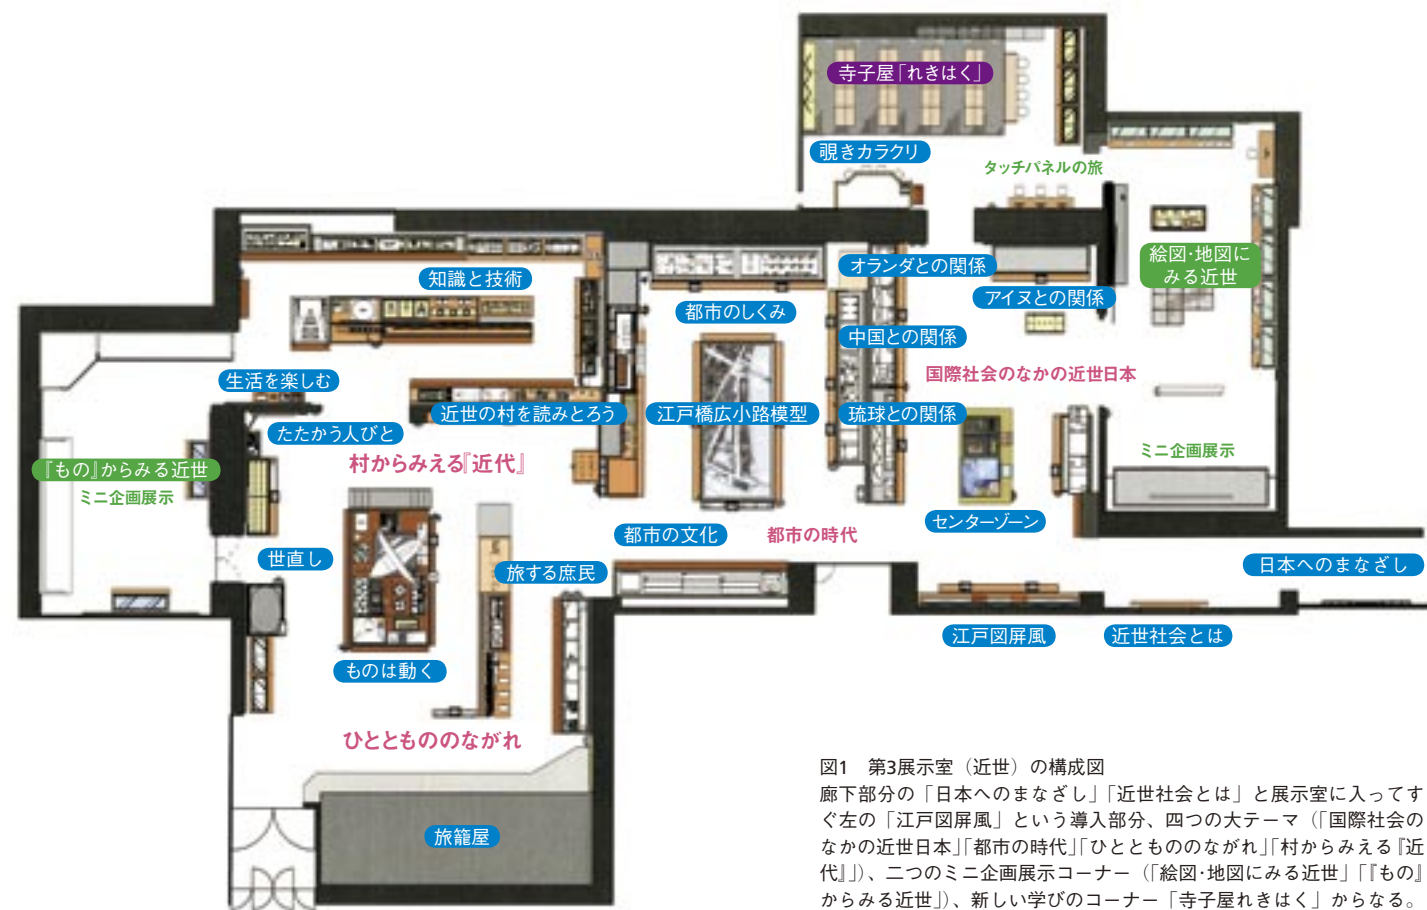 寺子屋「れきはく」
覗きカラクリ
タッチパネルの旅
絵図・地図に
みる近世
オランダとの関係
アイヌとの関係
知識と技術
都市のしくみ
中国との関係
国際社会のなかの近世日本
生活を楽しむ
近世の村を読みとろう
江戸橋広小路模型
琉球との関係
たたかう人びと
村からみえる『近代』
ミニ企画展示
『もの』からみる近世
ミニ企画展示
センターゾーン
都市の文化
都市の時代
世直し
旅する庶民
日本へのまなざし
江戸図屏風
近世社会とは
ものは動く
ひとともののながれ
旅籠屋
図1　第3展示室（近世）の構成図
廊下部分の「日本へのまなざし」「近世社会とは」と展示室に入ってす
ぐ左の「江戸図屏風」という導入部分、四つの大テーマ（「国際社会の
なかの近世日本」「都市の時代」「ひとともののながれ」「村からみえる『近
代』」）、二つのミニ企画展示コーナー（「絵図・地図にみる近世」「『もの』
からみる近世」）、新しい学びのコーナー「寺子屋れきはく」からなる。